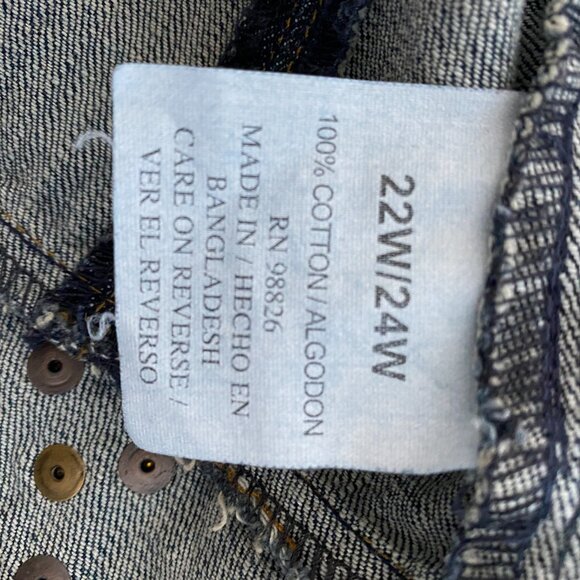 22W/24W
100% COTTON / ALGODON
RN 98826
MADE IN / HECHO EN
BANGLADESH
CARE ON REVERSE /
VER EL REVERSO